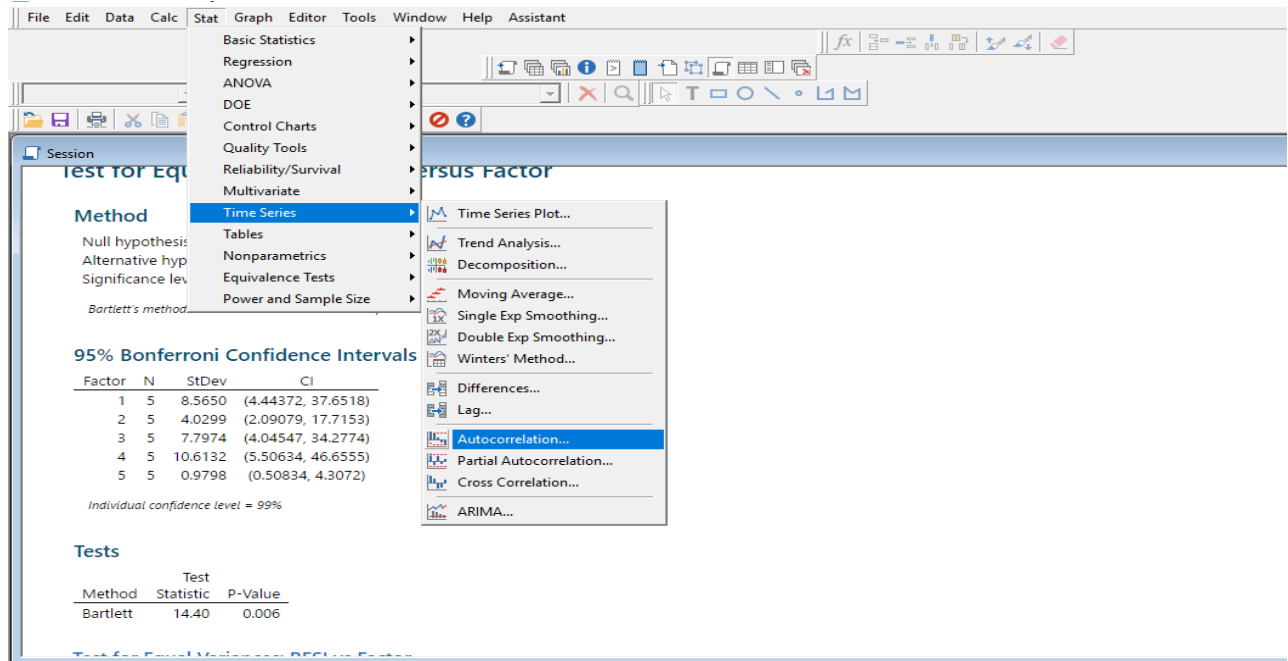 File Edit Data Calc Stat Graph Editor Tools Window Help Assistant
Basic Statistics
Regression
ANOVA
DOE
Control Charts
Quality Tools
Reliability/Survival
Multivariate
Time Series
Tables
Nonparametrics
Equivalence Tests
Power and Sample Size
Time Series Plot...
Trend Analysis...
Decomposition...
Moving Average...
Single Exp Smoothing...
Double Exp Smoothing...
Winters' Method...
Differences...
Lag...
Autocorrelation...
Partial Autocorrelation...
Cross Correlation...
ARIMA...
Session
Test for Equ ersus Factor
Method
Null hypothesis
Alternative hyp
Significance lev
Bartlett's method
95% Bonferroni Confidence Intervals
Factor N StDev CI
1 5 8.5650 (4.44372, 37.6518)
2 5 4.0299 (2.09079, 17.7153)
3 5 7.7974 (4.04547, 34.2774)
4 5 10.6132 (5.50634, 46.6555)
5 5 0.9798 (0.50834, 4.3072)
Individual confidence level = 99%
Tests
Test
Method Statistic P-Value
Bartlett 14.40 0.006
Test for Equal Variances: RESI vs Factor